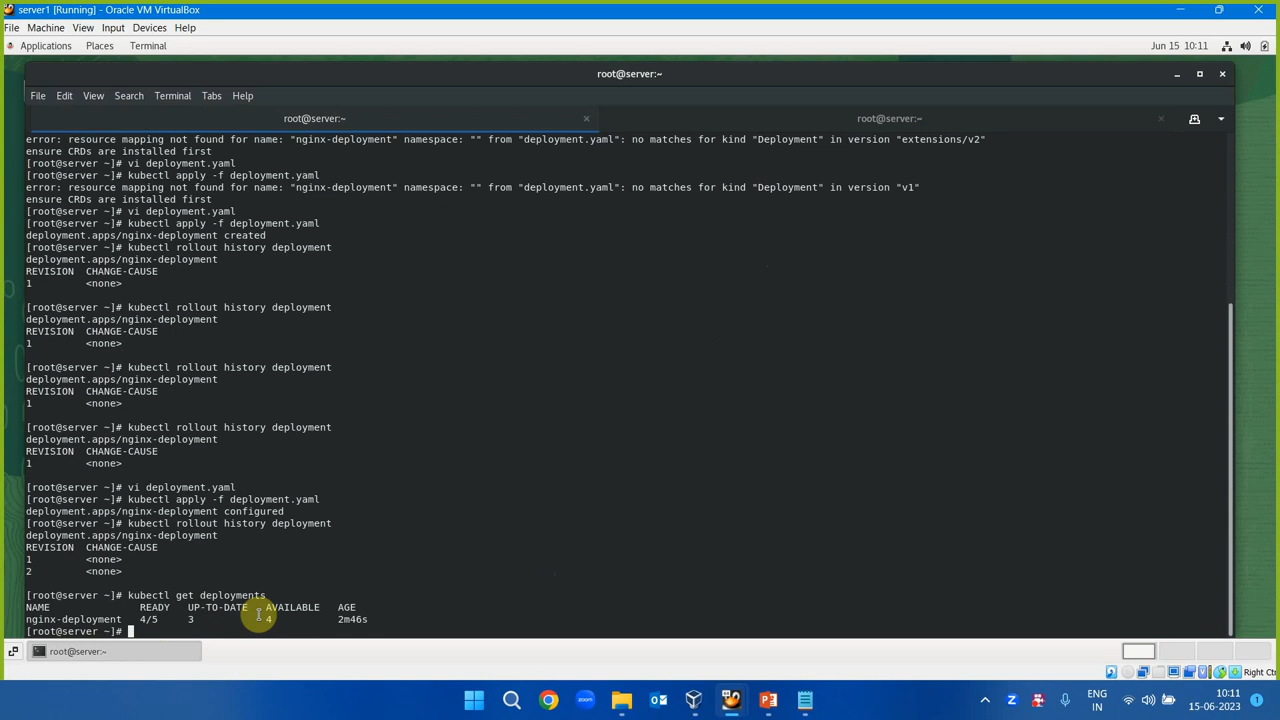 server1 [Running] - Oracle VM VirtualBox
File Machine View Input Devices Help
Applications Places Terminal Jun 15 10:11
root@server:~
File Edit View Search Terminal Tabs Help
root@server:~ root@server:~
error: resource mapping not found for name: "nginx-deployment" namespace: "" from "deployment.yaml": no matches for kind "Deployment" in version "extensions/v2"
ensure CRDs are installed first
[root@server ~]# vi deployment.yaml
[root@server ~]# kubectl apply -f deployment.yaml
error: resource mapping not found for name: "nginx-deployment" namespace: "" from "deployment.yaml": no matches for kind "Deployment" in version "v1"
ensure CRDs are installed first
[root@server ~]# vi deployment.yaml
[root@server ~]# kubectl apply -f deployment.yaml
deployment.apps/nginx-deployment created
[root@server ~]# kubectl rollout history deployment
deployment.apps/nginx-deployment
REVISION CHANGE-CAUSE
1 <none>
[root@server ~]# kubectl rollout history deployment
deployment.apps/nginx-deployment
REVISION CHANGE-CAUSE
1 <none>
[root@server ~]# kubectl rollout history deployment
deployment.apps/nginx-deployment
REVISION CHANGE-CAUSE
1 <none>
[root@server ~]# kubectl rollout history deployment
deployment.apps/nginx-deployment
REVISION CHANGE-CAUSE
1 <none>
[root@server ~]# vi deployment.yaml
[root@server ~]# kubectl apply -f deployment.yaml
deployment.apps/nginx-deployment configured
[root@server ~]# kubectl rollout history deployment
deployment.apps/nginx-deployment
REVISION CHANGE-CAUSE
1 <none>
2 <none>
[root@server ~]# kubectl get deployments
NAME READY UP-TO-DATE AVAILABLE AGE
nginx-deployment 4/5 3 4 2m46s
[root@server ~]#
root@server:~
Right Ctrl
ENG 10:11
IN 15-06-2023